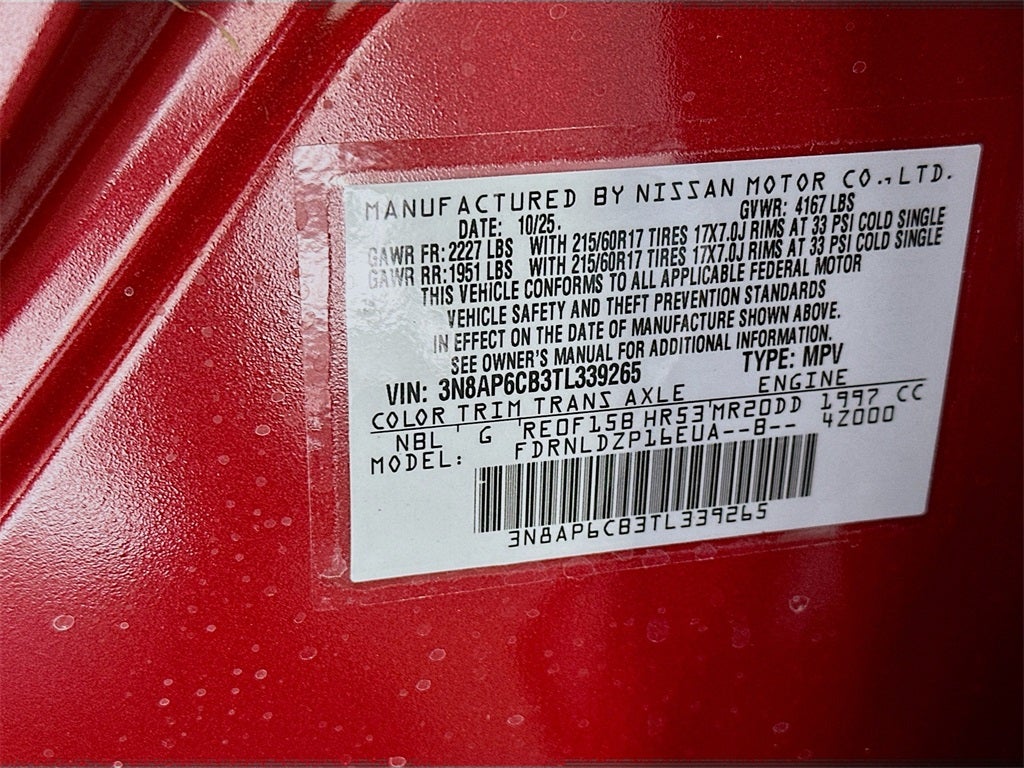 MANUFACTURED BY NISSAN MOTOR CO.,LTD.
DATE: 10/25. GVWR: 4167 LBS
GAWR FR: 2227 LBS WITH 215/60R17 TIRES 17X7.0J RIMS AT 33 PSI COLD SINGLE
GAWR RR: 1951 LBS WITH 215/60R17 TIRES 17X7.0J RIMS AT 33 PSI COLD SINGLE
THIS VEHICLE CONFORMS TO ALL APPLICABLE FEDERAL MOTOR
VEHICLE SAFETY AND THEFT PREVENTION STANDARDS
IN EFFECT ON THE DATE OF MANUFACTURE SHOWN ABOVE.
SEE OWNER'S MANUAL FOR ADDITIONAL INFORMATION.
VIN: 3N8AP6CB3TL339265 TYPE: MPV
COLOR TRIM TRANS AXLE ENGINE
NBL ' G 'RE0F15B HR53'MR20DD 1997 CC
MODEL: FDRNLDZP16EUA--B-- 4Z000
3N8AP6CB3TL339265